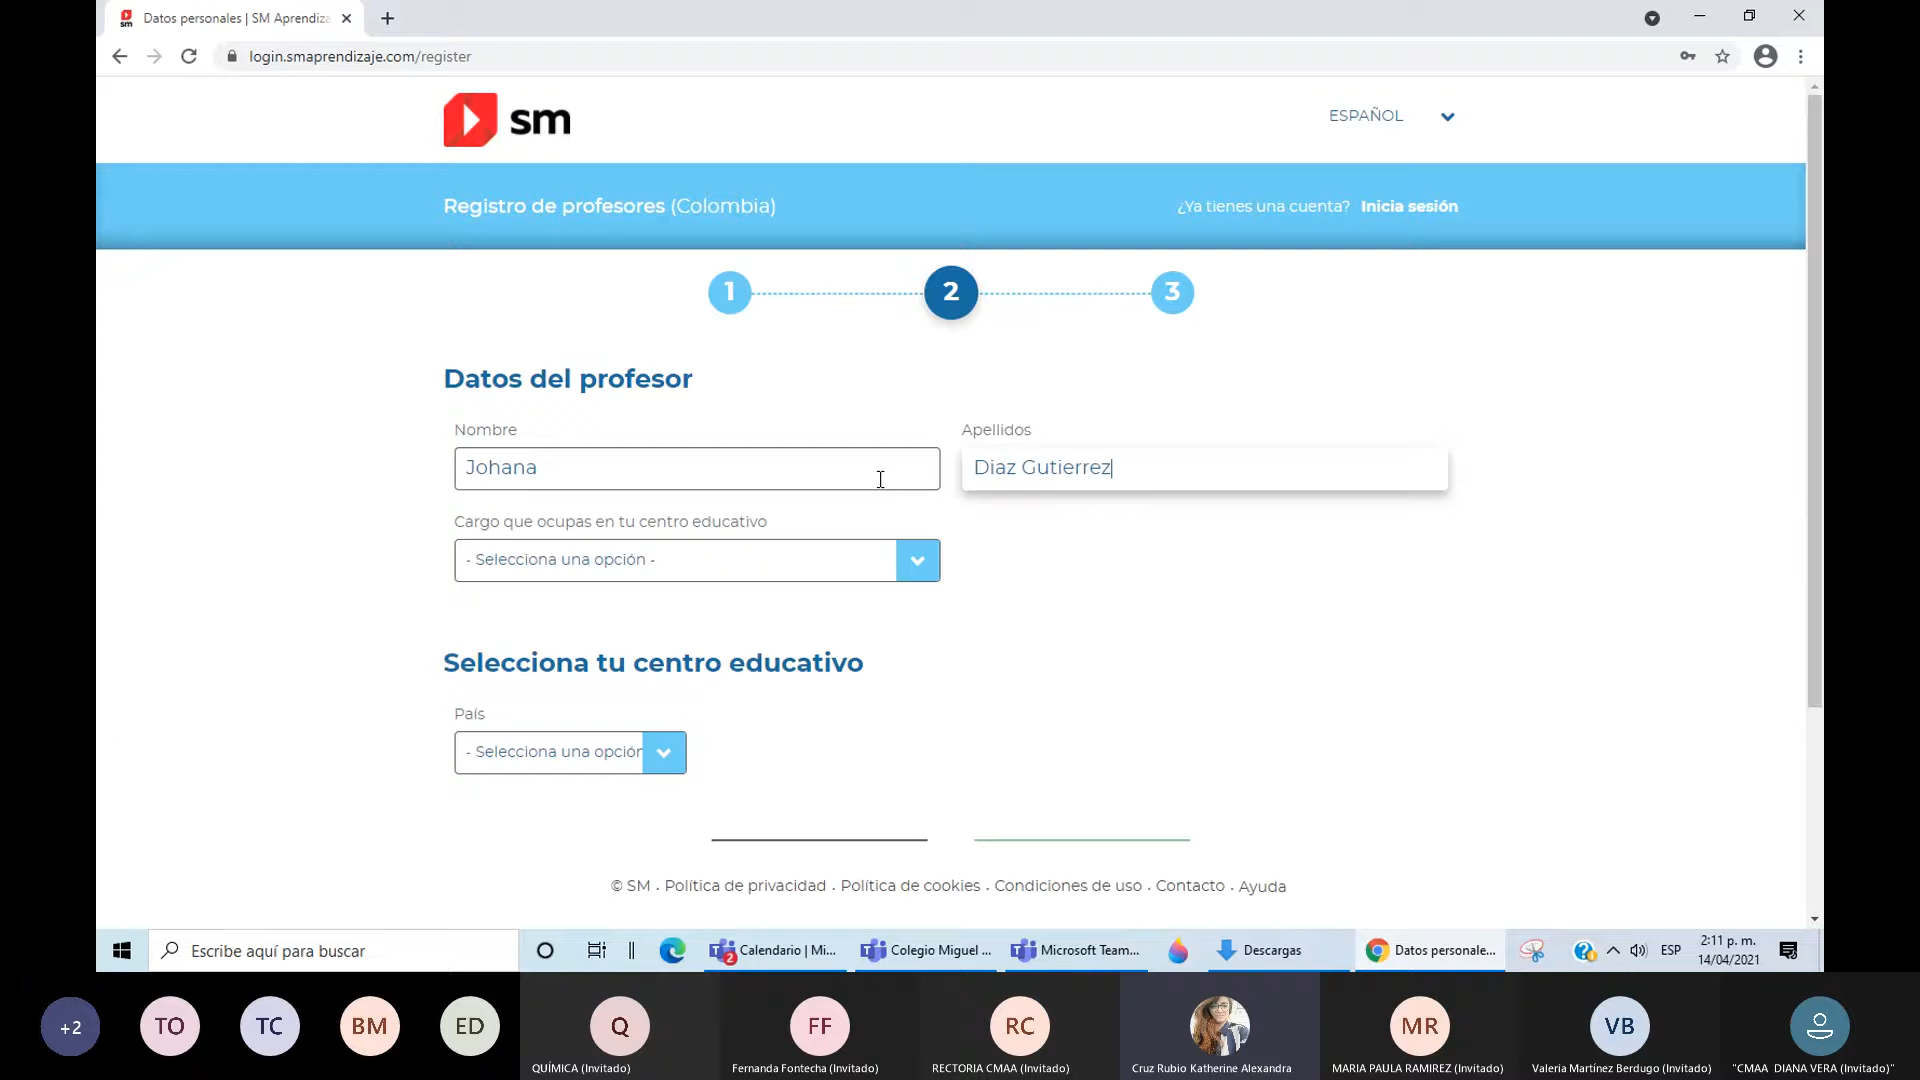 Datos personales | SM Aprendiza
login.smaprendizaje.com/register
sm
ESPAÑOL
Registro de profesores (Colombia)
¿Ya tienes una cuenta? Inicia sesión
1
2
3
Datos del profesor
Nombre
Apellidos
Johana
Diaz Gutierrez
Cargo que ocupas en tu centro educativo
- Selecciona una opción -
Selecciona tu centro educativo
País
- Selecciona una opción
© SM . Política de privacidad . Política de cookies . Condiciones de uso . Contacto . Ayuda
Escribe aquí para buscar
2
Calendario | Mi...
Colegio Miguel ...
Microsoft Team...
Descargas
Datos personale...
ESP
2:11 p. m.
14/04/2021
+2
TO
TC
BM
ED
Q
FF
RC
MR
VB
QUÍMICA (Invitado)
Fernanda Fontecha (Invitado)
RECTORIA CMAA (Invitado)
Cruz Rubio Katherine Alexandra
MARIA PAULA RAMIREZ (Invitado)
Valeria Martínez Berdugo (Invitado)
"CMAA DIANA VERA (Invitado)"